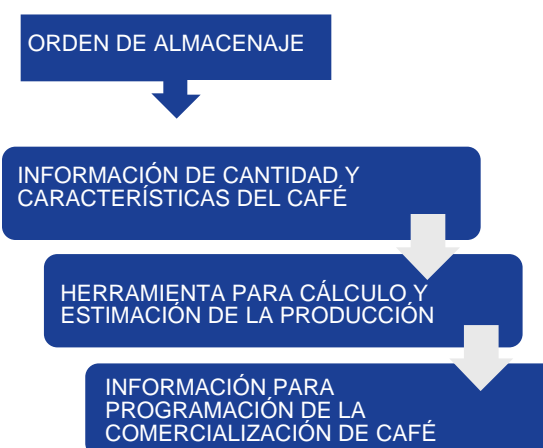 ORDEN DE ALMACENAJE
INFORMACIÓN DE CANTIDAD Y
CARACTERÍSTICAS DEL CAFÉ
HERRAMIENTA PARA CÁLCULO Y
ESTIMACIÓN DE LA PRODUCCIÓN
INFORMACIÓN PARA
PROGRAMACIÓN DE LA
COMERCIALIZACIÓN DE CAFÉ